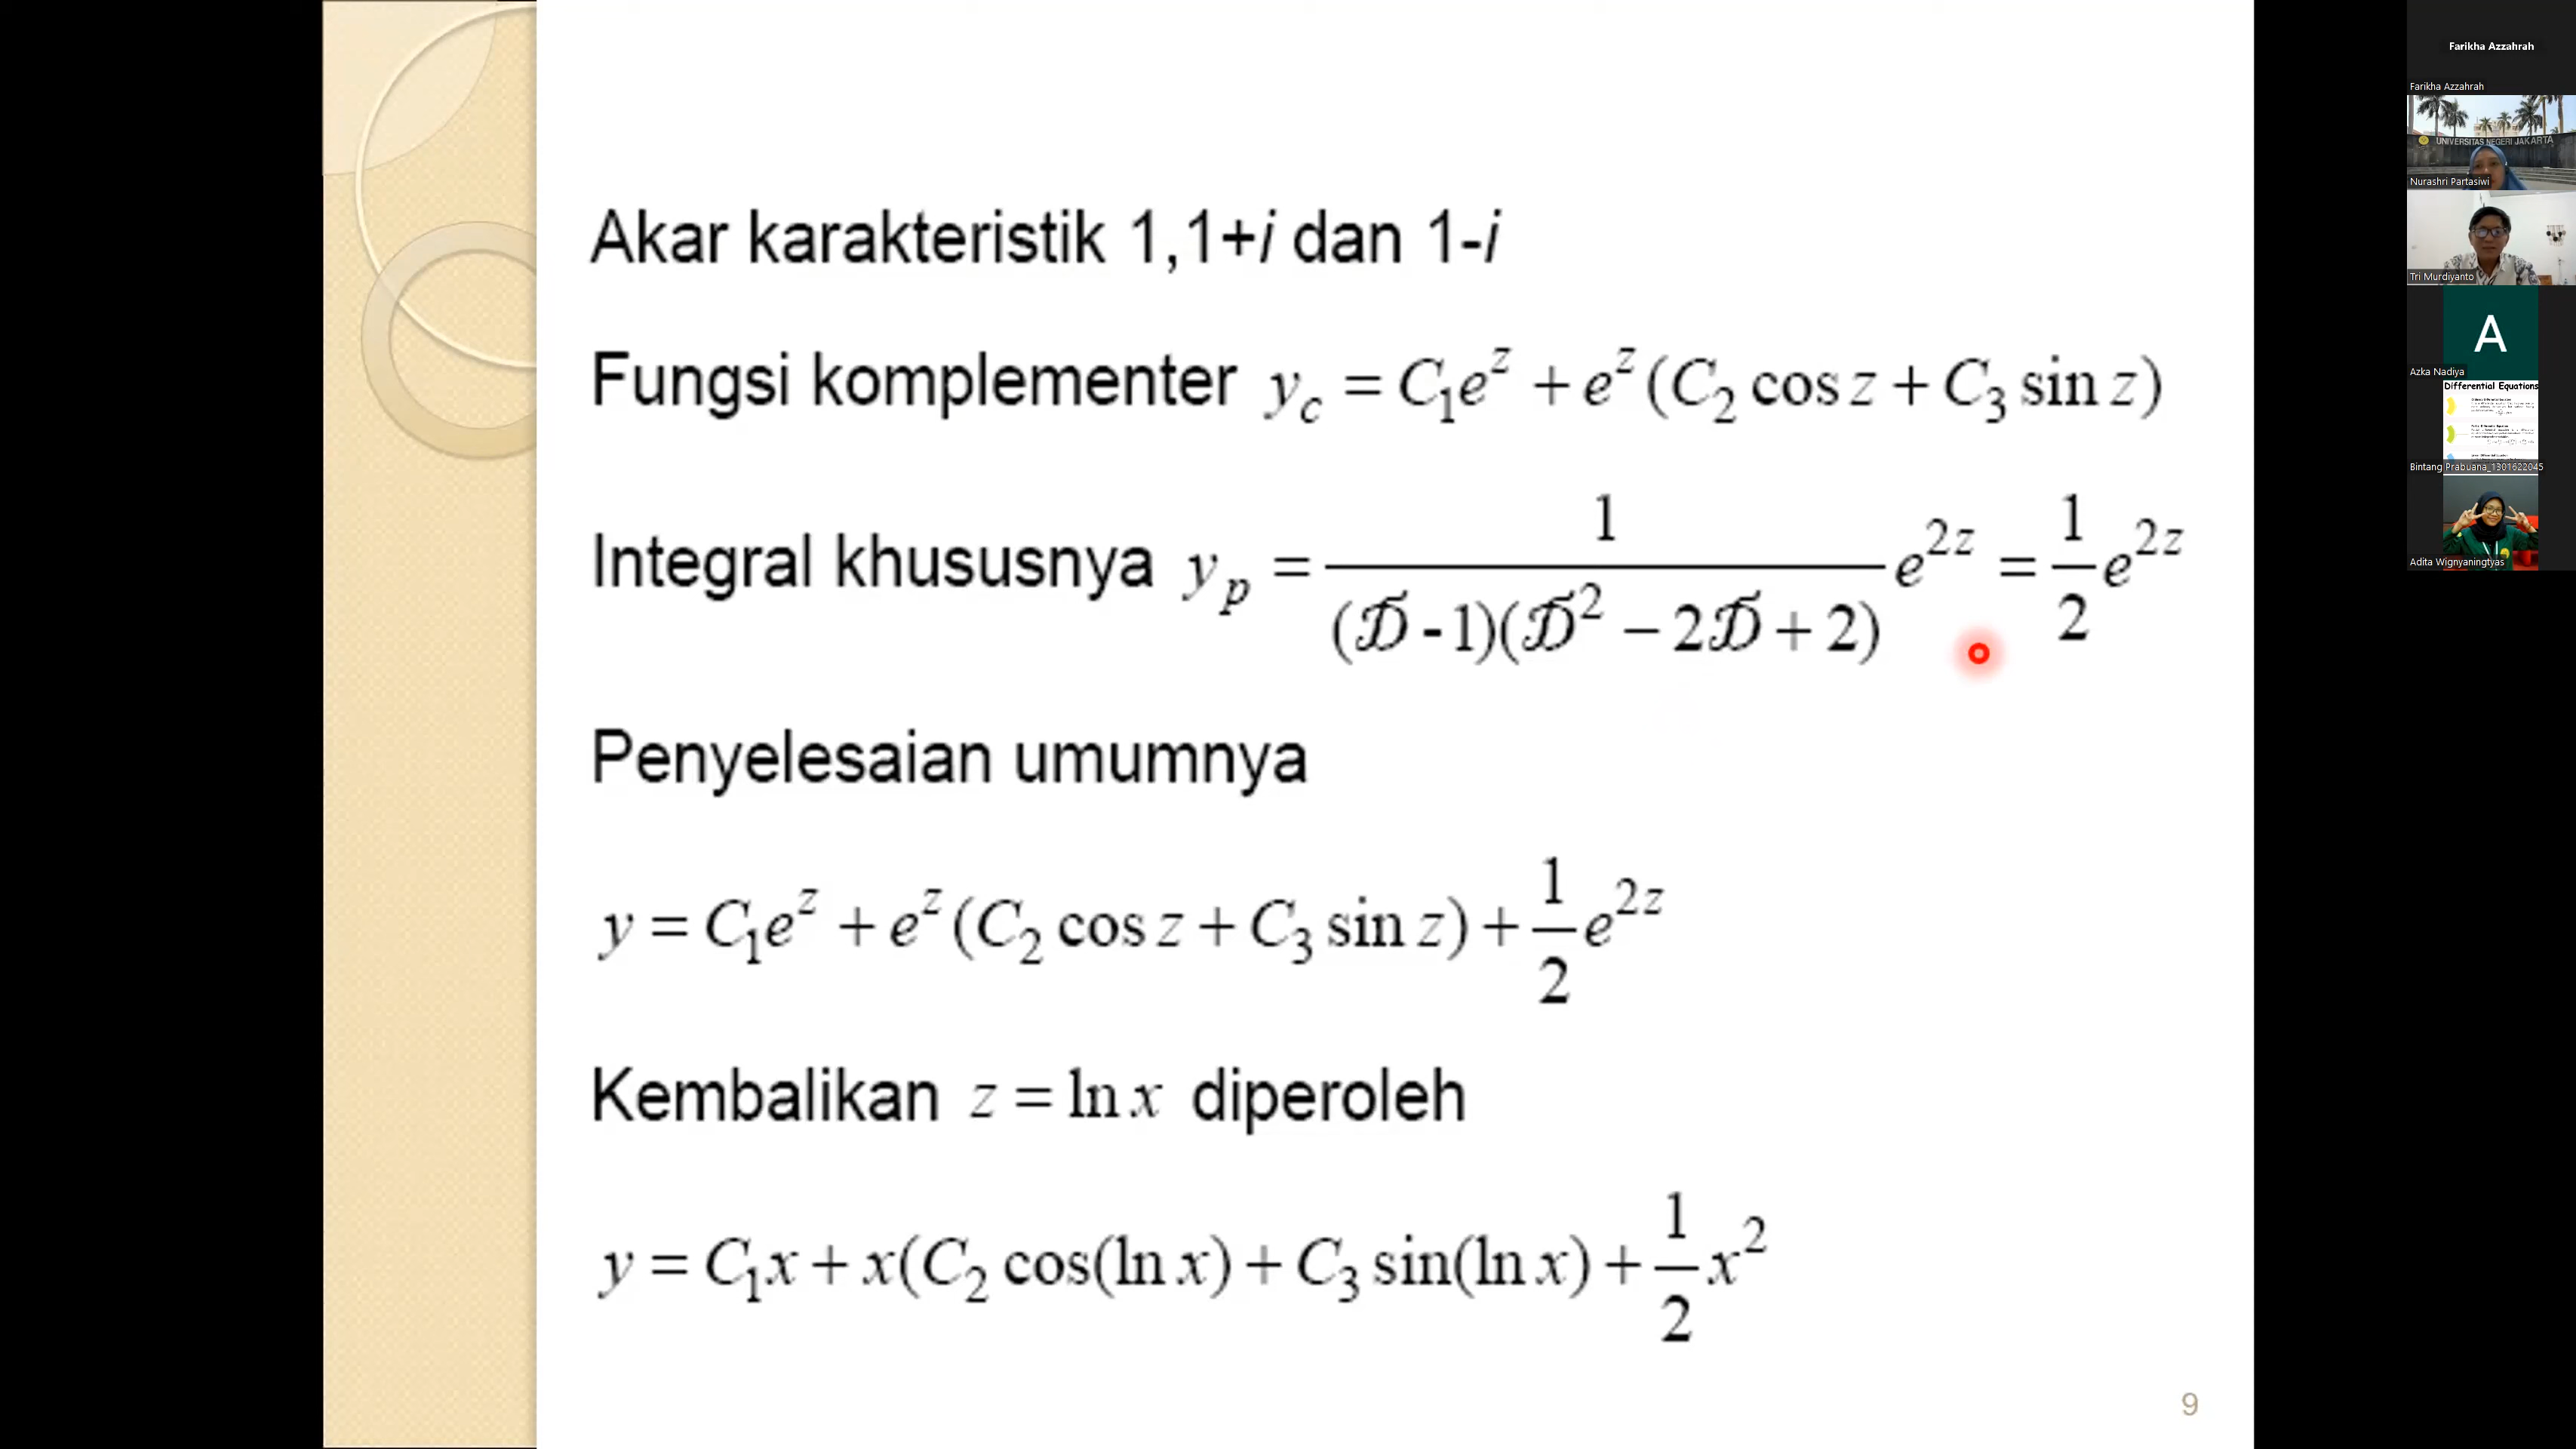 Akar karakteristik 1,1+i dan 1-i
Fungsi komplementer y_c = C_1e^z + e^z(C_2 cos z + C_3 sin z)
Integral khususnya y_p = 1/((𝒟-1)(𝒟^2 − 2𝒟 + 2)) e^{2z} = 1/2 e^{2z}
Penyelesaian umumnya
y = C_1e^z + e^z(C_2 cos z + C_3 sin z) + 1/2 e^{2z}
Kembalikan z = ln x diperoleh
y = C_1x + x(C_2 cos(ln x) + C_3 sin(ln x) + 1/2 x^2
9
Farikha Azzahrah
Farikha Azzahrah
UNIVERSITAS NEGERI JAKARTA
Nurashri Partasiwi
Tri Murdiyanto
A
Azka Nadiya
Differential Equations
Bintang Prabuana_1301622045
Adita Wignyaningtyas